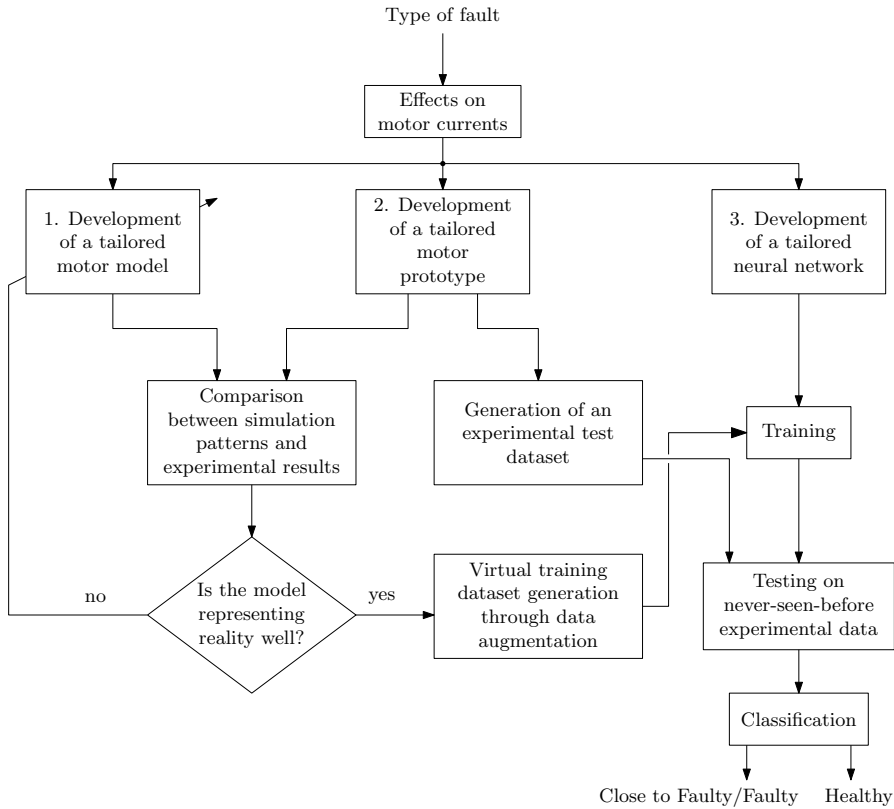 Type of fault
Effects on
motor currents
1. Development
of a tailored
motor model
2. Development
of a tailored
motor
prototype
3. Development
of a tailored
neural network
Comparison
between simulation
patterns and
experimental results
Generation of an
experimental test
dataset
Training
Is the model
representing
reality well?
no
yes
Virtual training
dataset generation
through data
augmentation
Testing on
never-seen-before
experimental data
Classification
Close to Faulty/Faulty
Healthy